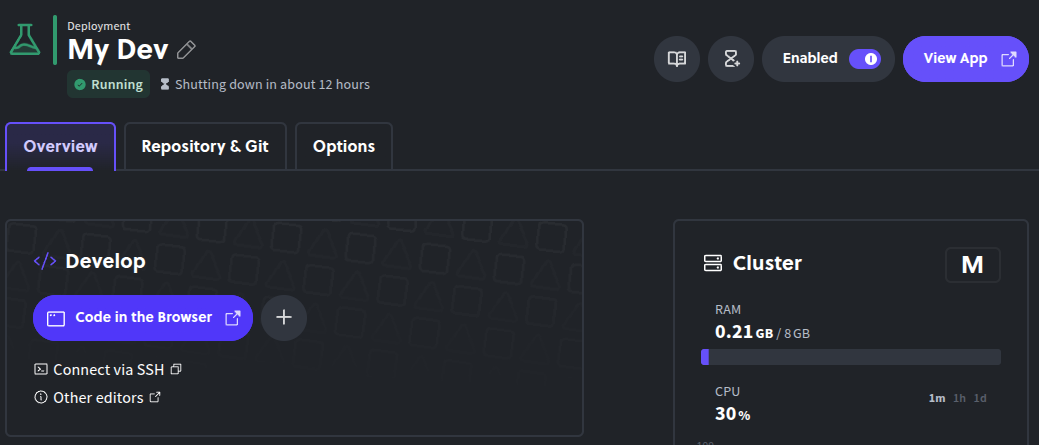 Deployment
My Dev
Running
Shutting down in about 12 hours
Enabled
View App
Overview
Repository & Git
Options
</> Develop
Code in the Browser
Connect via SSH
Other editors
Cluster
M
RAM
0.21 GB / 8 GB
CPU
1m 1h 1d
30 %